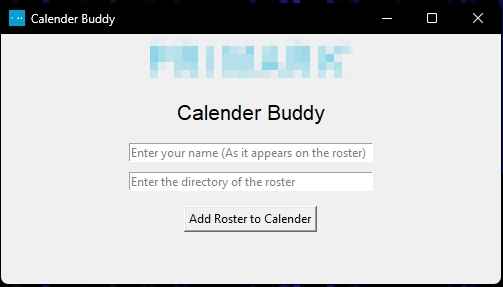 Calender Buddy
Calender Buddy
Enter your name (As it appears on the roster)
Enter the directory of the roster
Add Roster to Calender